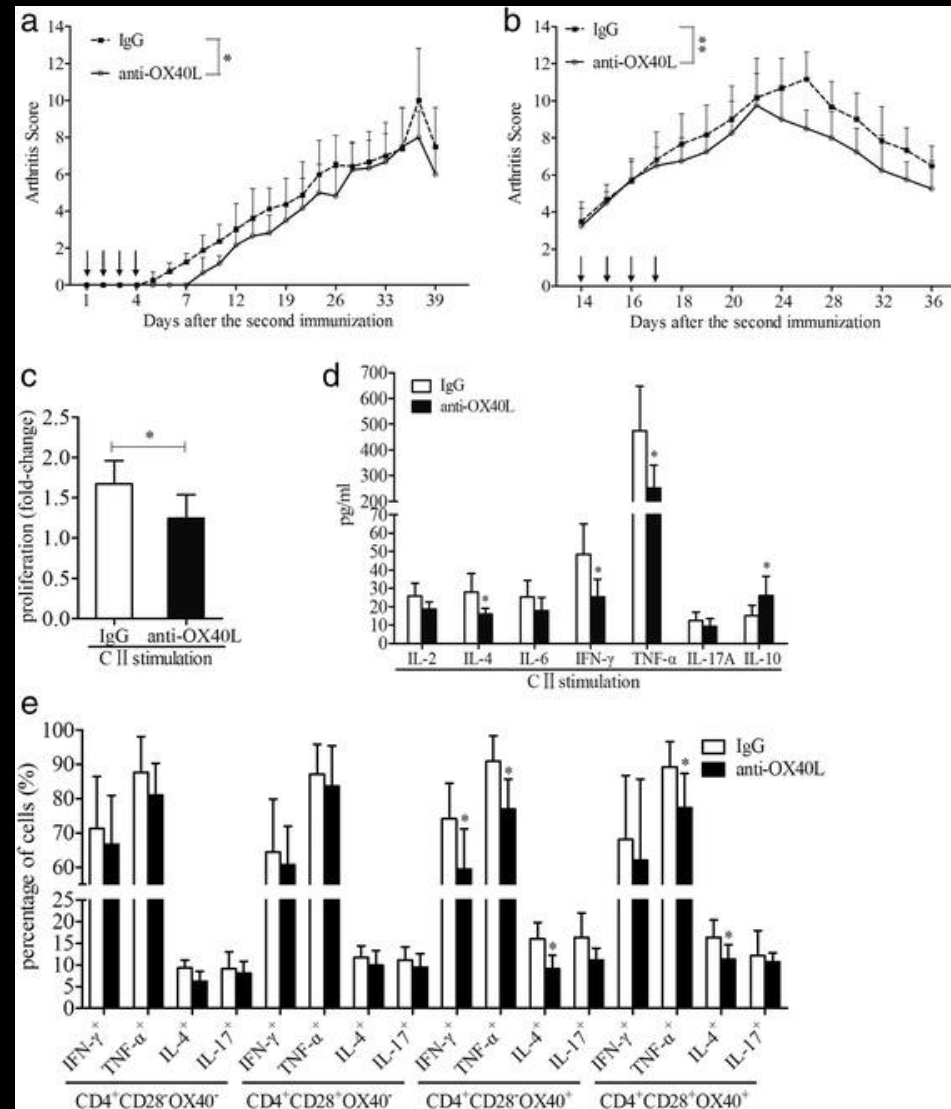 a
14
12
10
8
6
4
2
0
Arthritis Score
IgG
anti-OX40L
*
1 4 7 12 19 26 33 39
Days after the second immunization
b
14
12
10
8
6
4
2
0
Arthritis Score
IgG
anti-OX40L
**
14 16 18 20 22 24 26 28 30 32 34 36
Days after the second immunization
c
2.5
2.0
1.5
1.0
0.5
0.0
proliferation (fold-change)
*
IgG anti-OX40L
CⅡ stimulation
d
700
600
500
400
300
200
70
60
50
40
30
20
10
0
pg/ml
IgG
anti-OX40L
* * * *
IL-2 IL-4 IL-6 IFN-γ TNF-α IL-17A IL-10
CⅡ stimulation
e
100
90
80
70
60
25
20
15
10
5
0
percentage of cells (%)
IgG
anti-OX40L
* * * * *
IFN-γ⁺ TNF-α⁺ IL-4⁺ IL-17⁺ IFN-γ⁺ TNF-α⁺ IL-4⁺ IL-17⁺ IFN-γ⁺ TNF-α⁺ IL-4⁺ IL-17⁺ IFN-γ⁺ TNF-α⁺ IL-4⁺ IL-17⁺
CD4⁺CD28⁻OX40⁻ CD4⁺CD28⁺OX40⁻ CD4⁺CD28⁻OX40⁺ CD4⁺CD28⁺OX40⁺